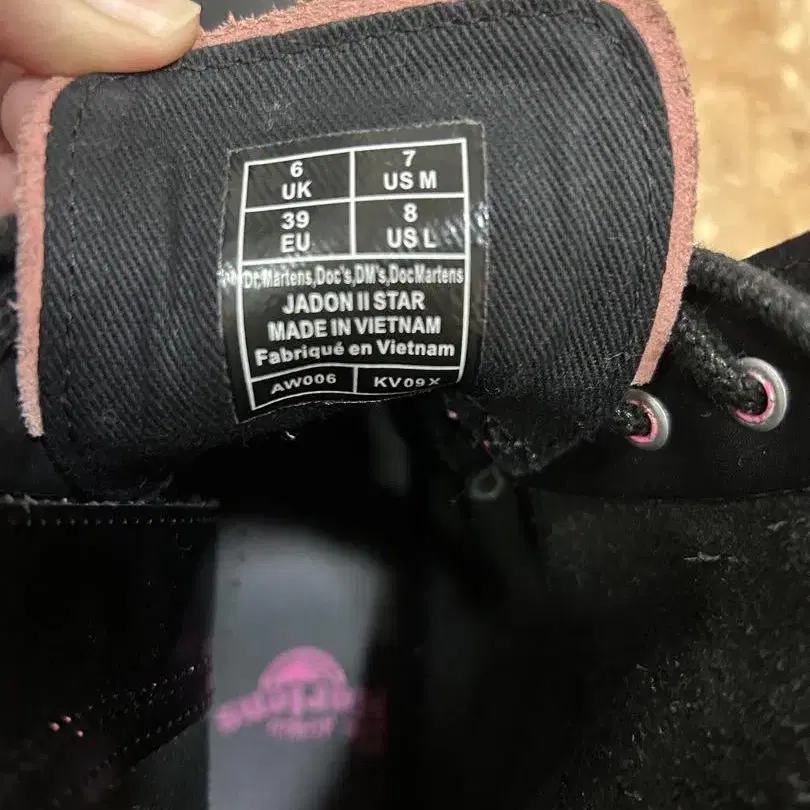 6 7
UK US M
39 8
EU US L
Dr.Martens,Doc's,DM's,DocMartens
JADON II STAR
MADE IN VIETNAM
Fabriqué en Vietnam
AW006 KV09X